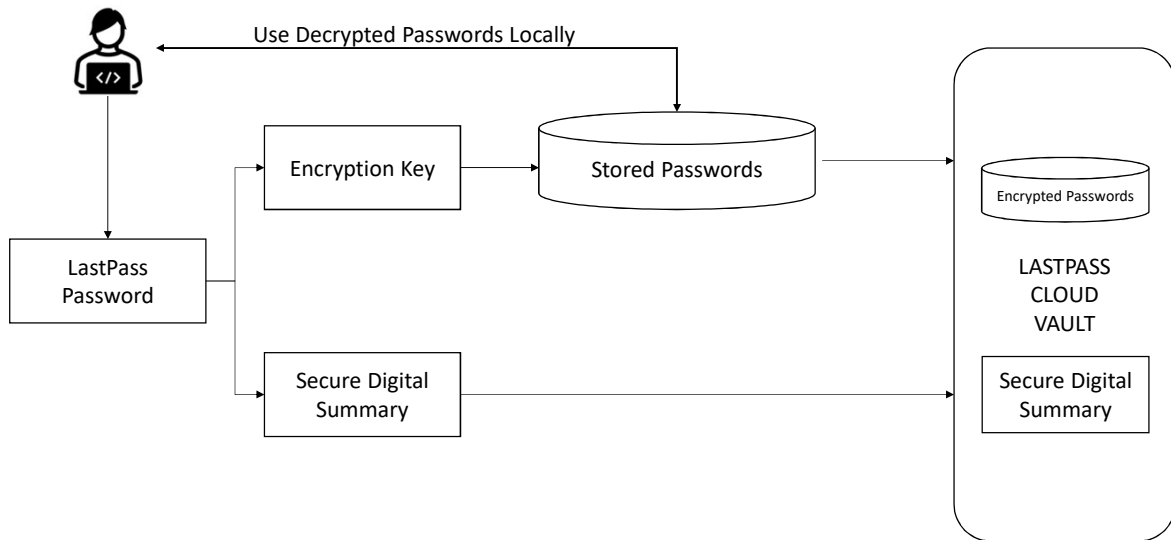 Use Decrypted Passwords Locally
</>
Encryption Key
Stored Passwords
Encrypted Passwords
LastPass
Password
LASTPASS
CLOUD
VAULT
Secure Digital
Summary
Secure Digital
Summary